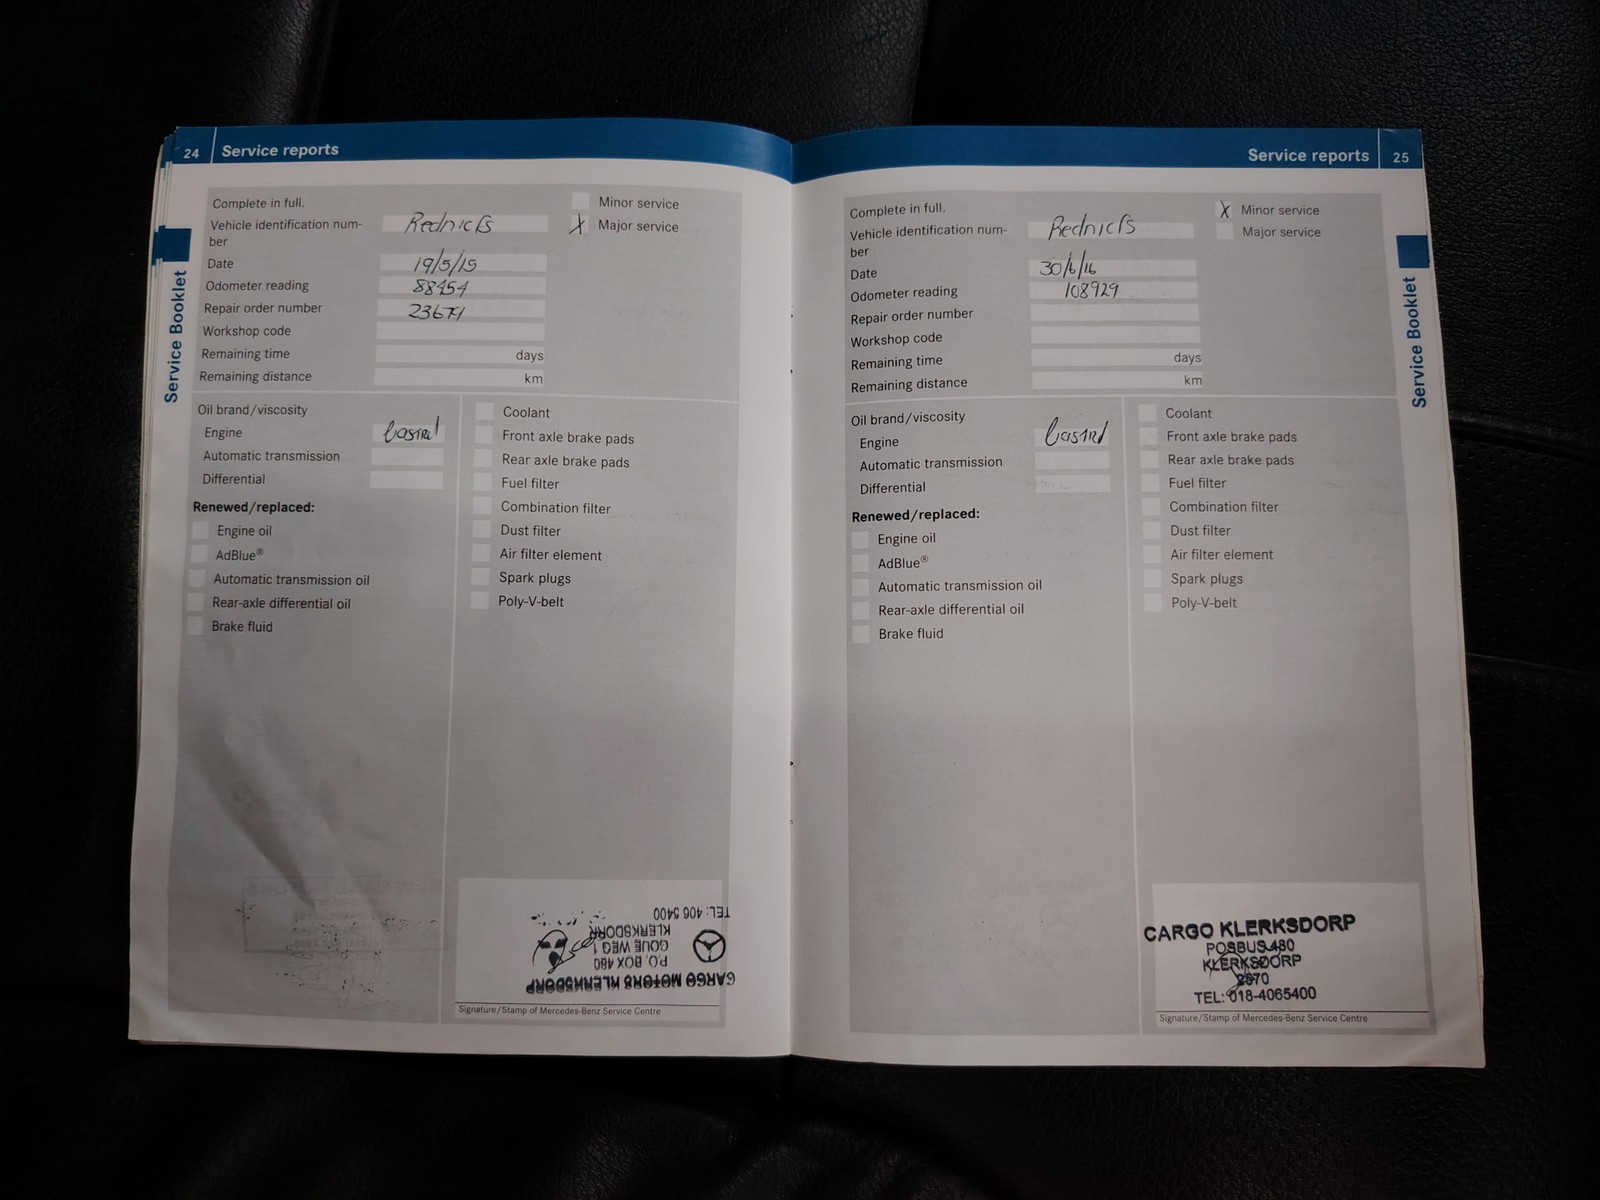 24 Service reports
Complete in full.
Minor service
Vehicle identification num-
ber
X Major service
Date 19/5/15
Odometer reading 88454
Repair order number
Workshop code
Remaining time days
Remaining distance km
Oil brand/viscosity
Engine Castrol
Automatic transmission
Differential
Renewed/replaced:
Engine oil
AdBlue®
Automatic transmission oil
Rear-axle differential oil
Brake fluid
Coolant
Front axle brake pads
Rear axle brake pads
Fuel filter
Combination filter
Dust filter
Air filter element
Spark plugs
Poly-V-belt
CARGO MOTORS KLERKSDORP
P.O. BOX 480
GOUE WEG 1
KLERKSDORP
TEL: 406 5400
Signature/Stamp of Mercedes-Benz Service Centre
Service Booklet
Service reports 25
Complete in full.
X Minor service
Vehicle identification num-
ber
Major service
Date 30/6/16
Odometer reading 108929
Repair order number
Workshop code
Remaining time days
Remaining distance km
Oil brand/viscosity
Engine Castrol
Automatic transmission
Differential
Renewed/replaced:
Engine oil
AdBlue®
Automatic transmission oil
Rear-axle differential oil
Brake fluid
Coolant
Front axle brake pads
Rear axle brake pads
Fuel filter
Combination filter
Dust filter
Air filter element
Spark plugs
Poly-V-belt
CARGO KLERKSDORP
POSBUS 480
KLERKSDORP
2570
TEL: 018-4065400
Signature/Stamp of Mercedes-Benz Service Centre
Service Booklet